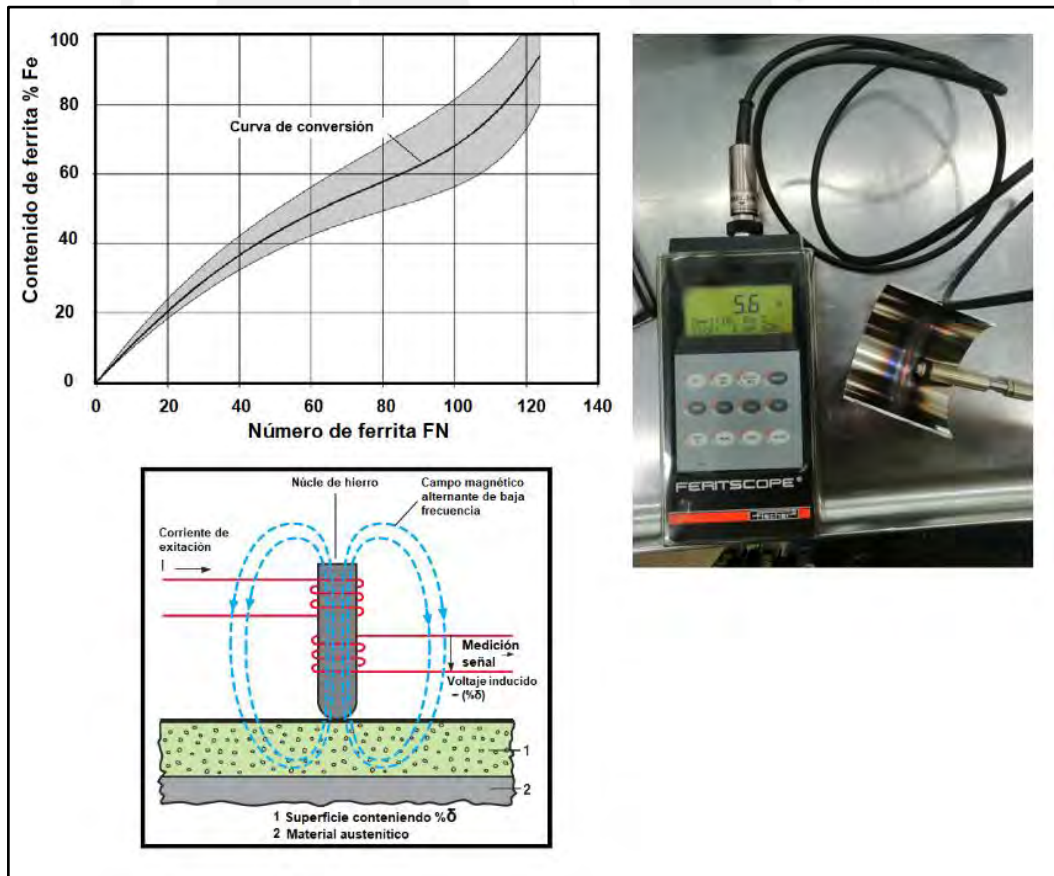 100
80
60
40
20
0
Contenido de ferrita % Fe
Curva de conversión
0 20 40 60 80 100 120 140
Número de ferrita FN
5.6
FERITSCOPE®
Fischer
Núcle de hierro
Campo magnético
alternante de baja
frecuencia
Corriente de
exitación
I
Medición
señal
Voltaje inducido
~ (%δ)
1
2
1 Superficie conteniendo %δ
2 Material austenítico